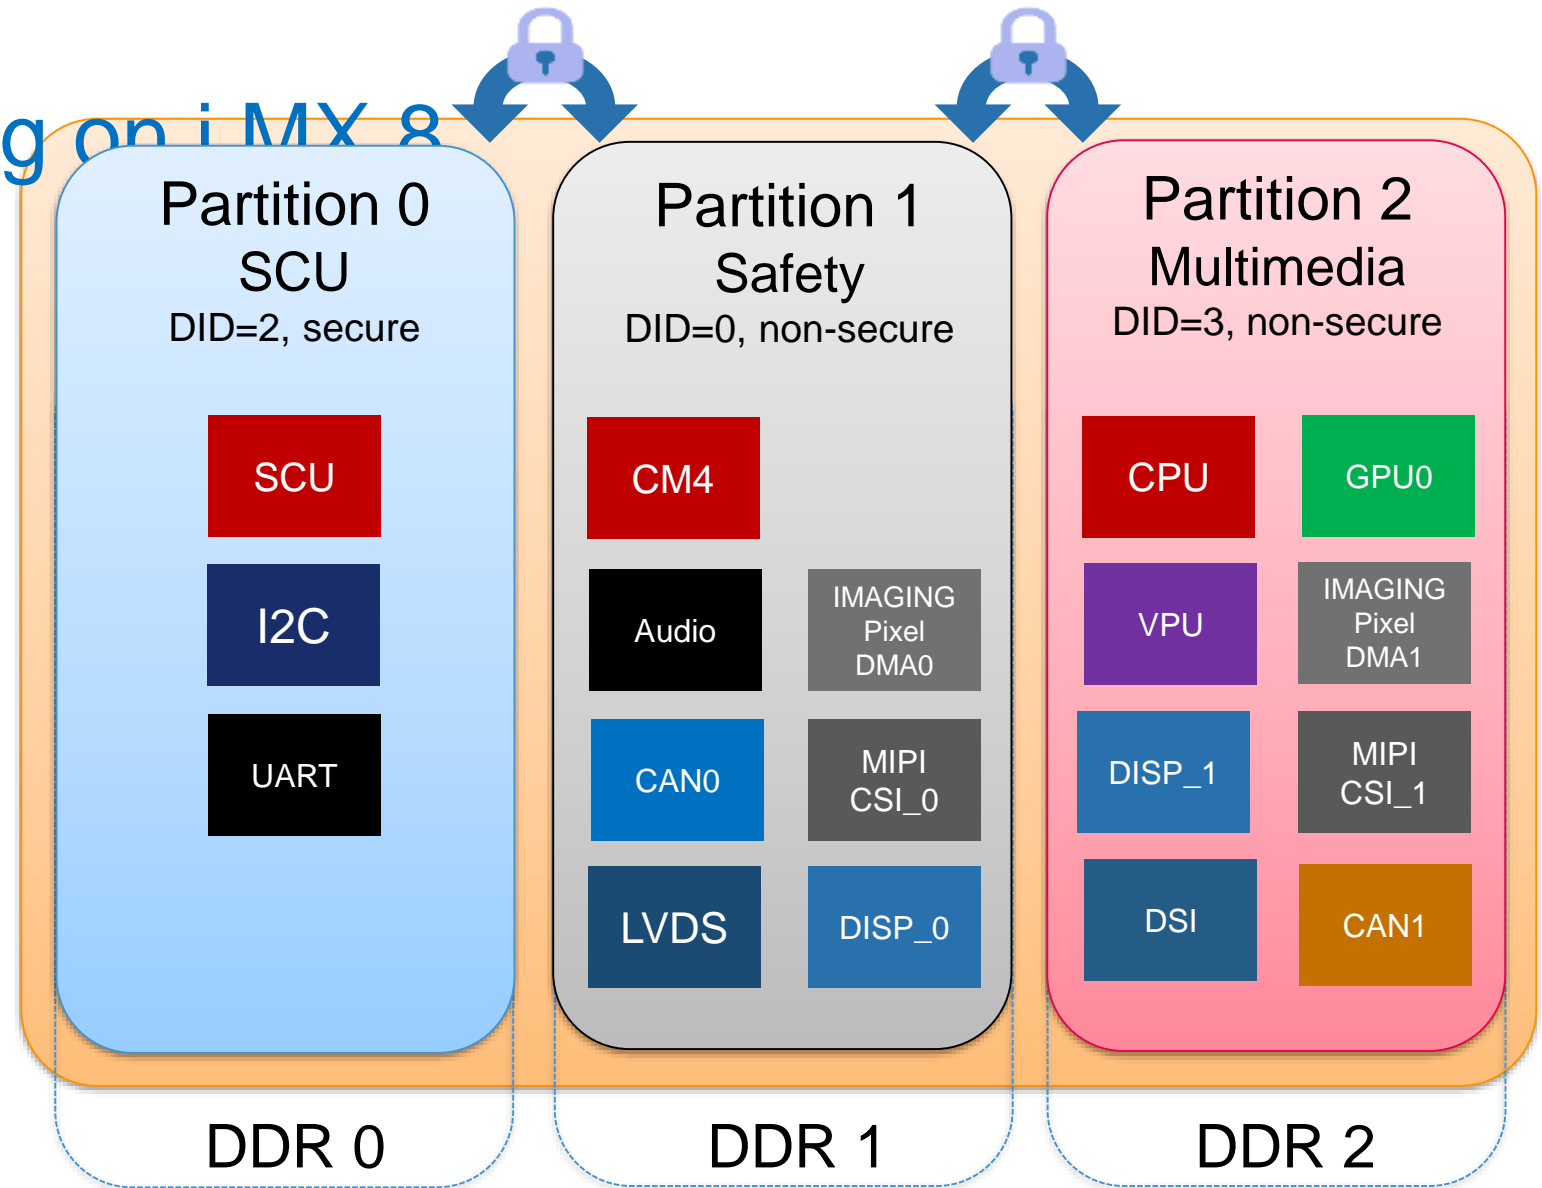 g on i.MX 8
Partition 0
SCU
DID=2, secure
SCU
I2C
UART
DDR 0
Partition 1
Safety
DID=0, non-secure
CM4
Audio
IMAGING
Pixel
DMA0
CAN0
MIPI
CSI_0
LVDS
DISP_0
DDR 1
Partition 2
Multimedia
DID=3, non-secure
CPU
GPU0
VPU
IMAGING
Pixel
DMA1
DISP_1
MIPI
CSI_1
DSI
CAN1
DDR 2